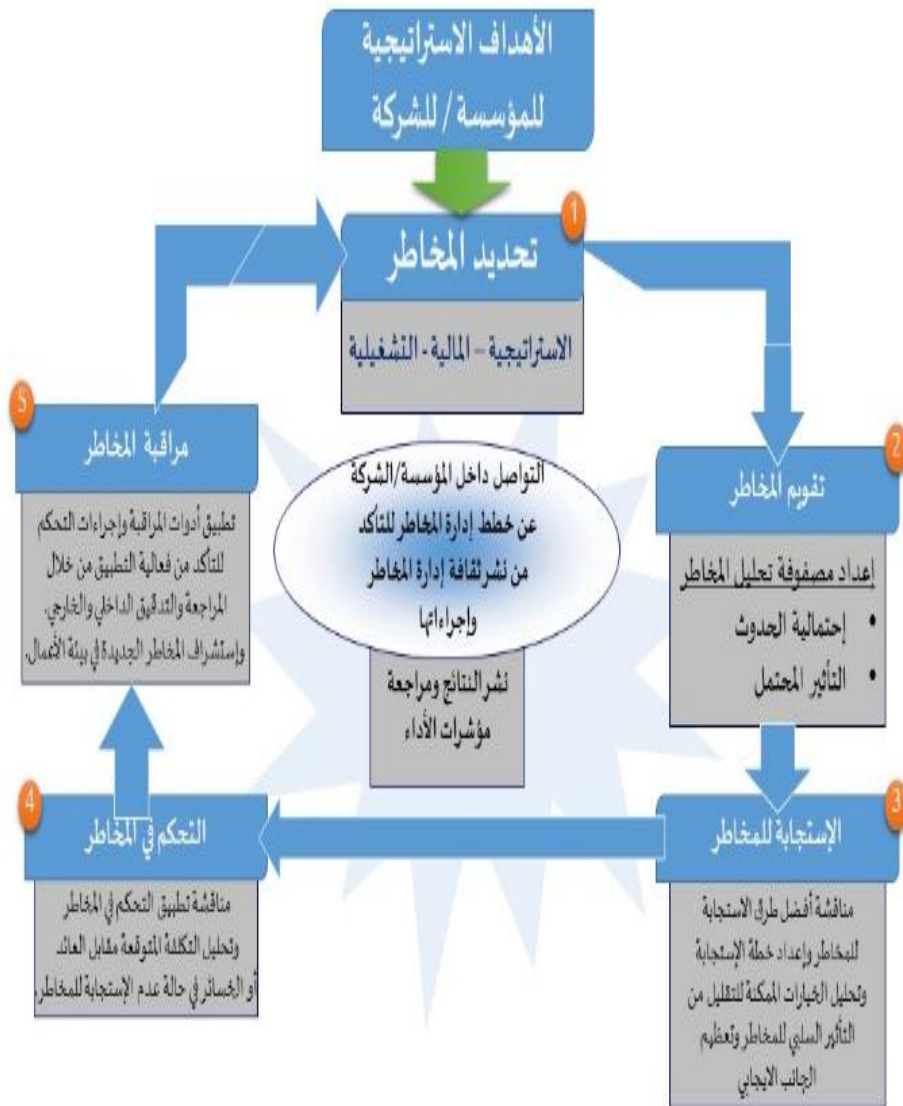 الأهداف الاستراتيجية
للمؤسسة / للشركة
1
تحديد المخاطر
الاستراتيجية – المالية - التشغيلية
2
تقويم المخاطر
إعداد مصفوفة تحليل المخاطر
• إحتمالية الحدوث
• التأثير المحتمل
3
الإستجابة للمخاطر
مناقشة أفضل طرق الاستجابة
للمخاطر وإعداد خطة الإستجابة
وتحليل الخيارات الممكنة للتقليل من
التأثير السلبي للمخاطر وتعظيم
الجانب الايجابي
4
التحكم في المخاطر
مناقشة تطبيق التحكم في المخاطر
وتحليل التكلفة المتوقعة مقابل العائد
أو الخسائر في حالة عدم الإستجابة للمخاطر.
5
مراقبة المخاطر
تطبيق أدوات المراقبة وإجراءات التحكم
للتأكد من فعالية التطبيق من خلال
المراجعة والتدقيق الداخلي والخارجي.
وإستشراف المخاطر الجديدة في بيئة الأعمال.
التواصل داخل المؤسسة/الشركة
عن خطط إدارة المخاطر للتأكد
من نشر ثقافة إدارة المخاطر
وإجراءاتها
نشر النتائج ومراجعة
مؤشرات الأداء